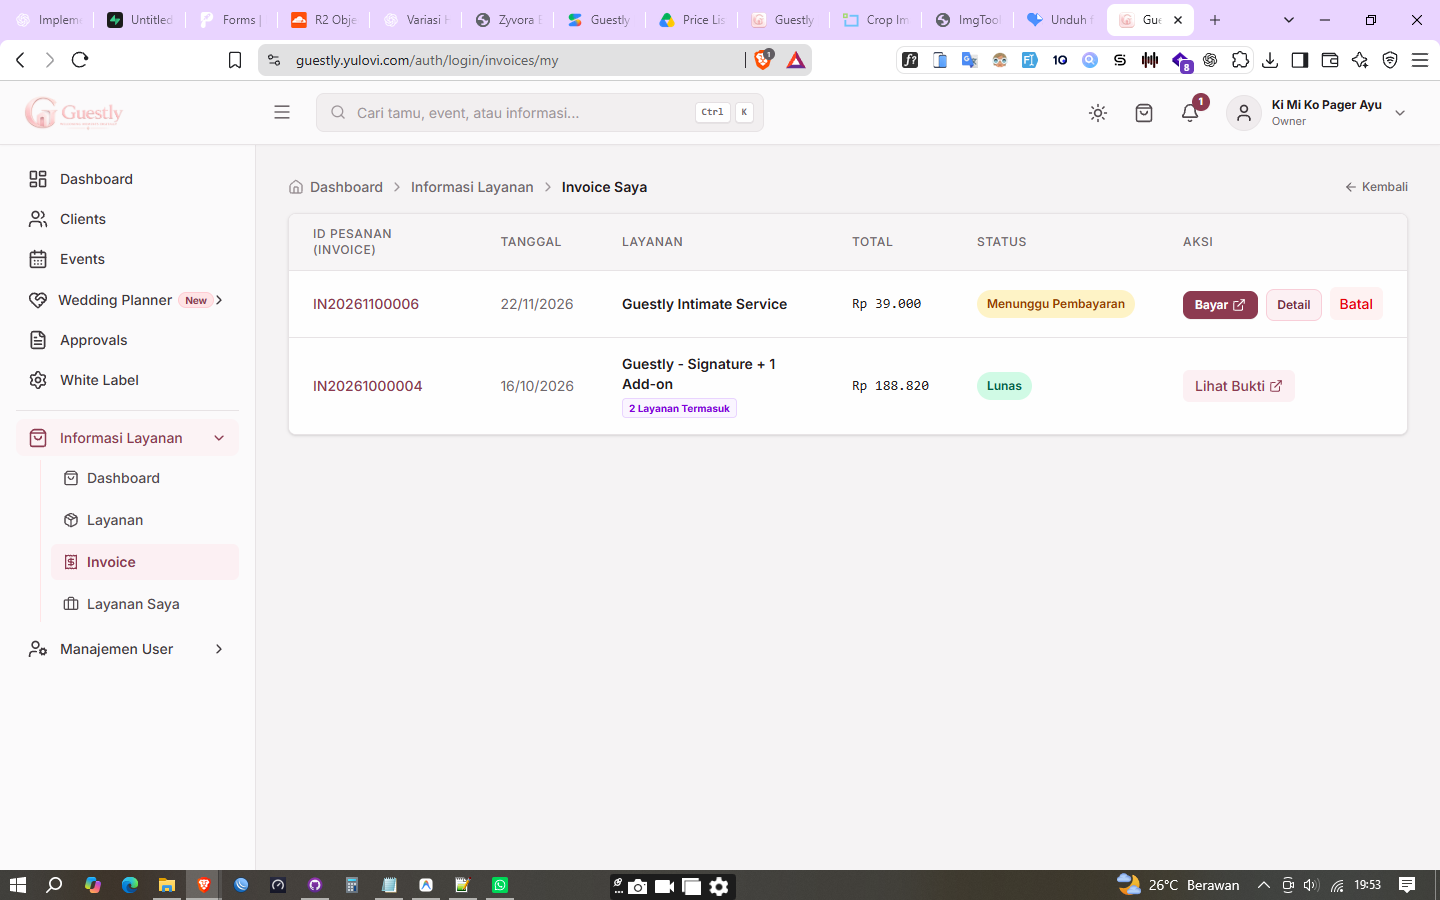 Impleme
Untitled
Forms |
R2 Obje
Variasi H
Zyvora E
Guestly
Price Lis
Guestly
Crop Im
ImgTool
Unduh f
Gue
guestly.yulovi.com/auth/login/invoices/my
1
8
Guestly
Cari tamu, event, atau informasi...
Ctrl
K
1
Ki Mi Ko Pager Ayu
Owner
Dashboard
Clients
Events
Wedding Planner New
Approvals
White Label
Informasi Layanan
Dashboard
Layanan
Invoice
Layanan Saya
Manajemen User
Dashboard > Informasi Layanan > Invoice Saya
Kembali
ID PESANAN
(INVOICE)
TANGGAL
LAYANAN
TOTAL
STATUS
AKSI
IN20261100006
22/11/2026
Guestly Intimate Service
Rp 39.000
Menunggu Pembayaran
Bayar
Detail
Batal
IN20261000004
16/10/2026
Guestly - Signature + 1
Add-on
2 Layanan Termasuk
Rp 188.820
Lunas
Lihat Bukti
26°C Berawan
19:53